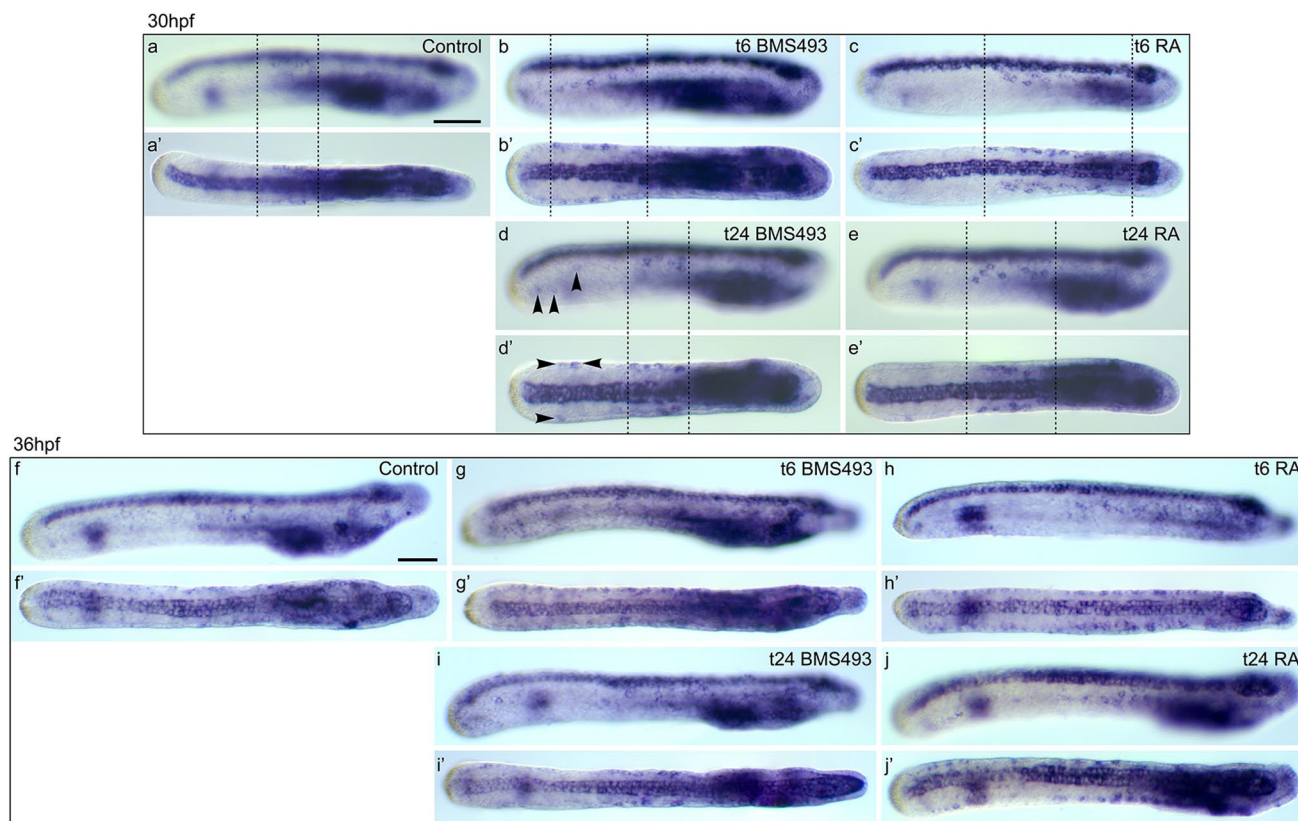 30hpf
a Control b t6 BMS493 c t6 RA
a' b' c'
d t24 BMS493 e t24 RA
d' e'
36hpf
f Control g t6 BMS493 h t6 RA
f' g' h'
i t24 BMS493 j t24 RA
i' j'